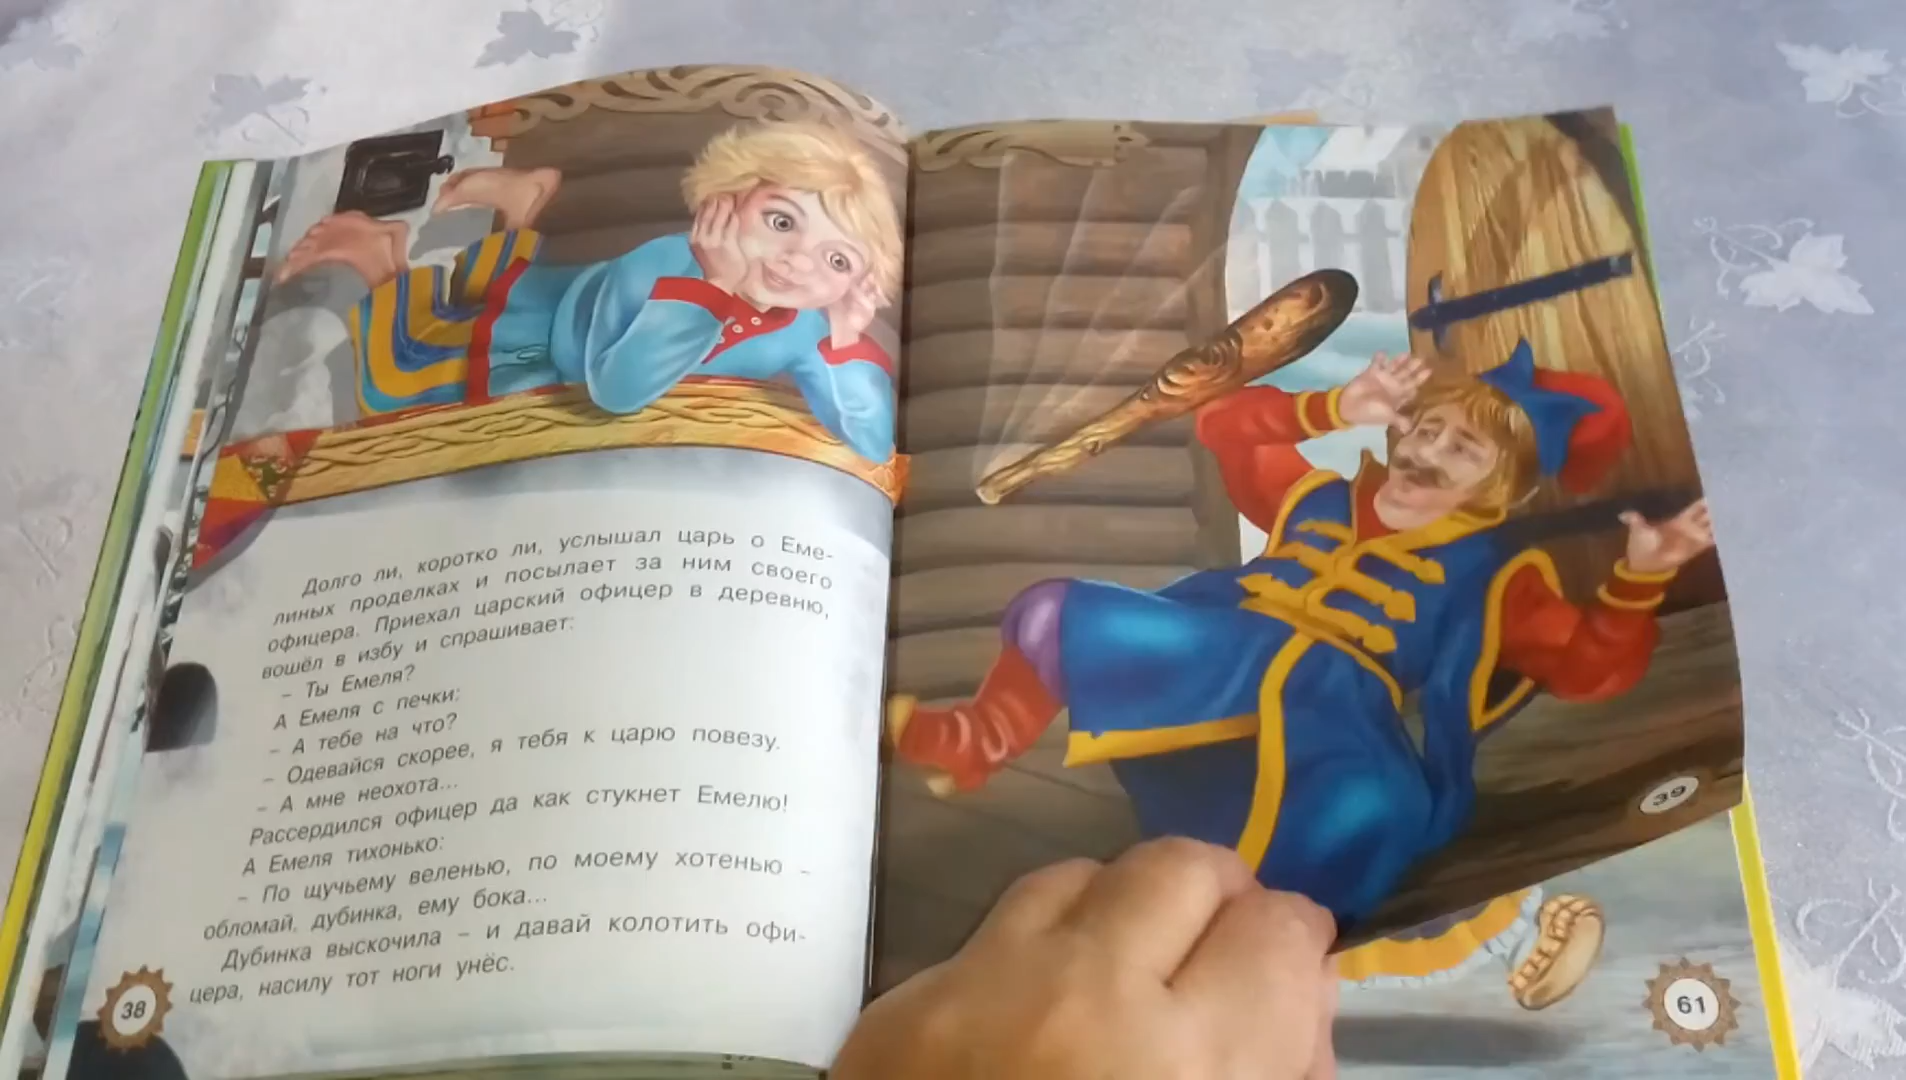 Долго ли, коротко ли, услышал царь о Еме-
линых проделках и посылает за ним своего
офицера. Приехал царский офицер в деревню,
вошёл в избу и спрашивает:
– Ты Емеля?
А Емеля с печки:
– А тебе на что?
– Одевайся скорее, я тебя к царю повезу.
– А мне неохота...
Рассердился офицер да как стукнет Емелю!
А Емеля тихонько:
– По щучьему веленью, по моему хотенью –
обломай, дубинка, ему бока...
Дубинка выскочила – и давай колотить офи-
цера, насилу тот ноги унёс.
38
39
61